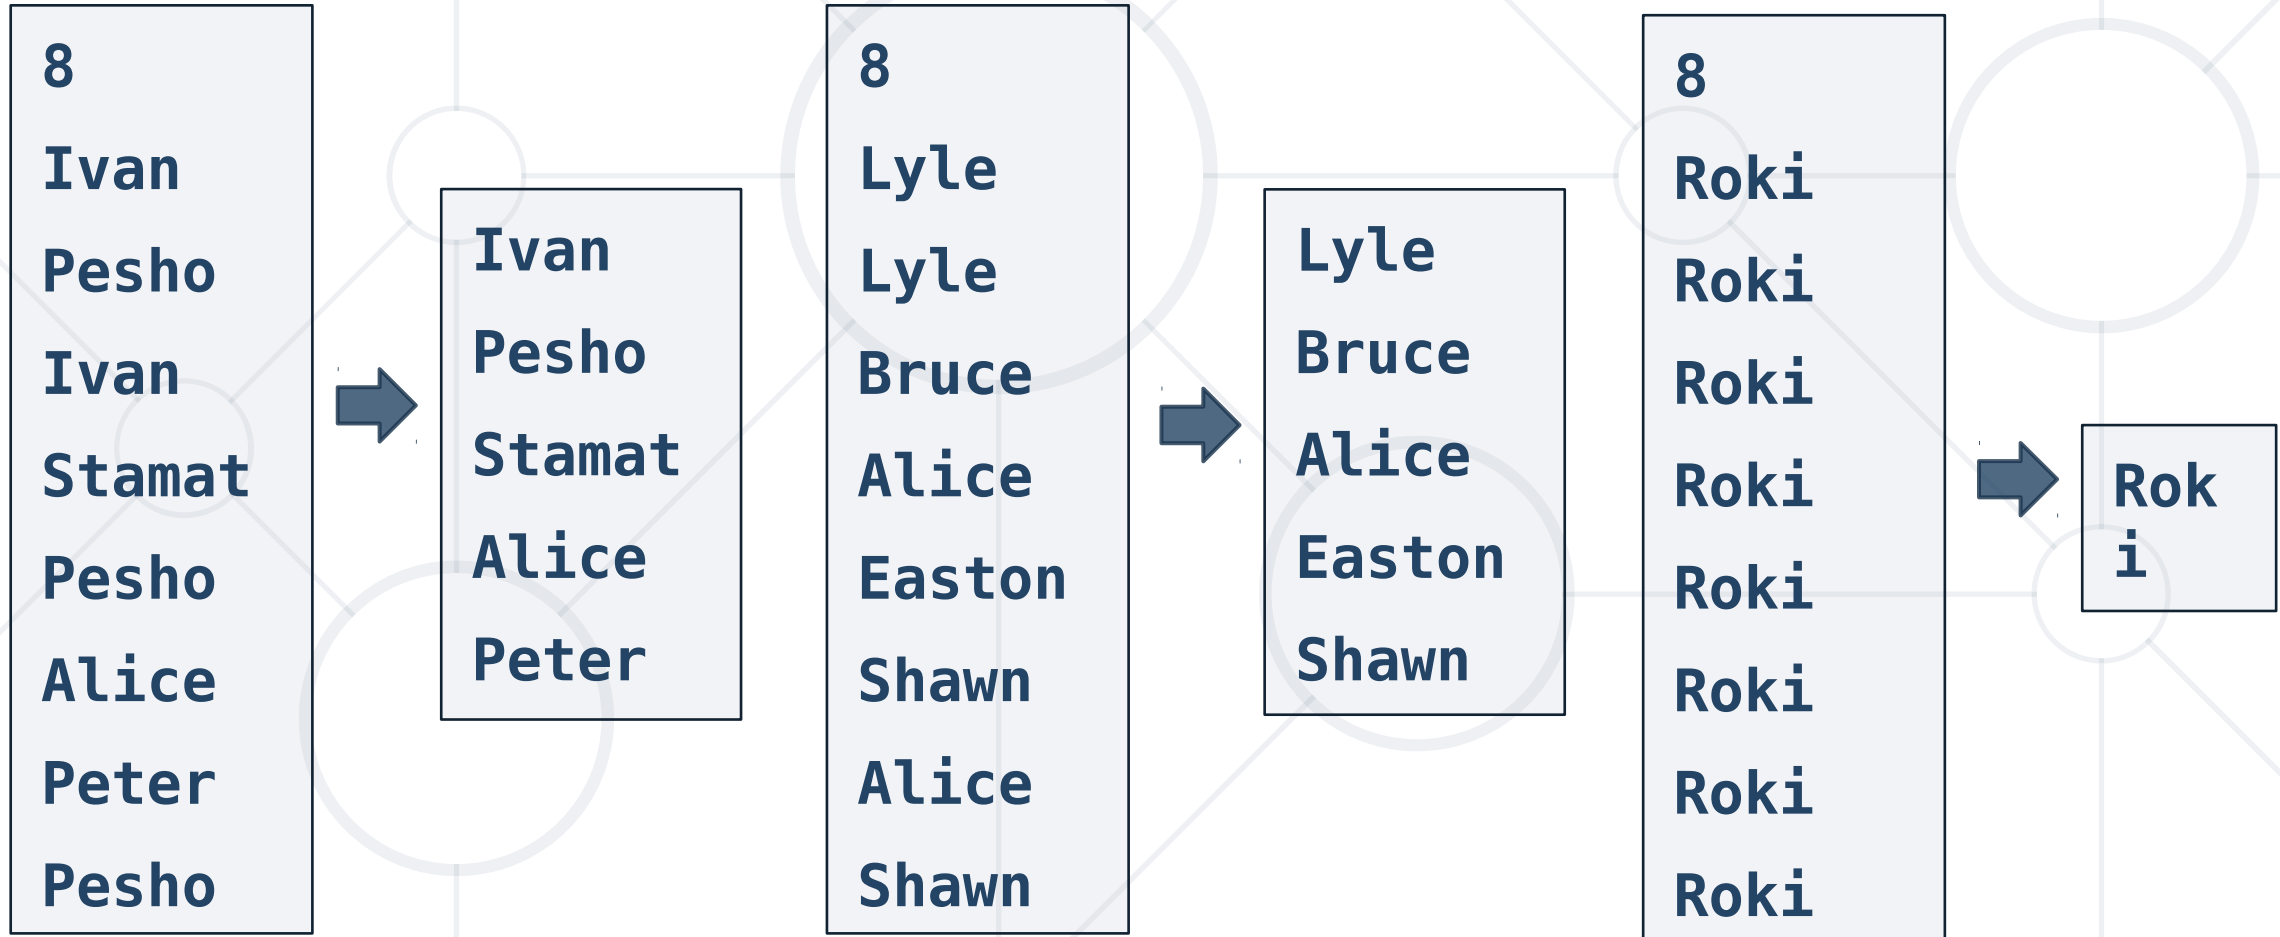 8
Ivan
Pesho
Ivan
Stamat
Pesho
Alice
Peter
Pesho
Ivan
Pesho
Stamat
Alice
Peter
8
Lyle
Lyle
Bruce
Alice
Easton
Shawn
Alice
Shawn
Lyle
Bruce
Alice
Easton
Shawn
8
Roki
Roki
Roki
Roki
Roki
Roki
Roki
Roki
Rok
i